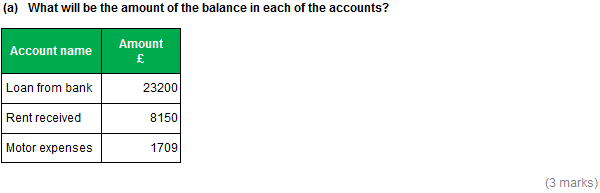 (a) What will be the amount of the balance in each of the accounts?
Account name Amount £
Loan from bank 23200
Rent received 8150
Motor expenses 1709
(3 marks)